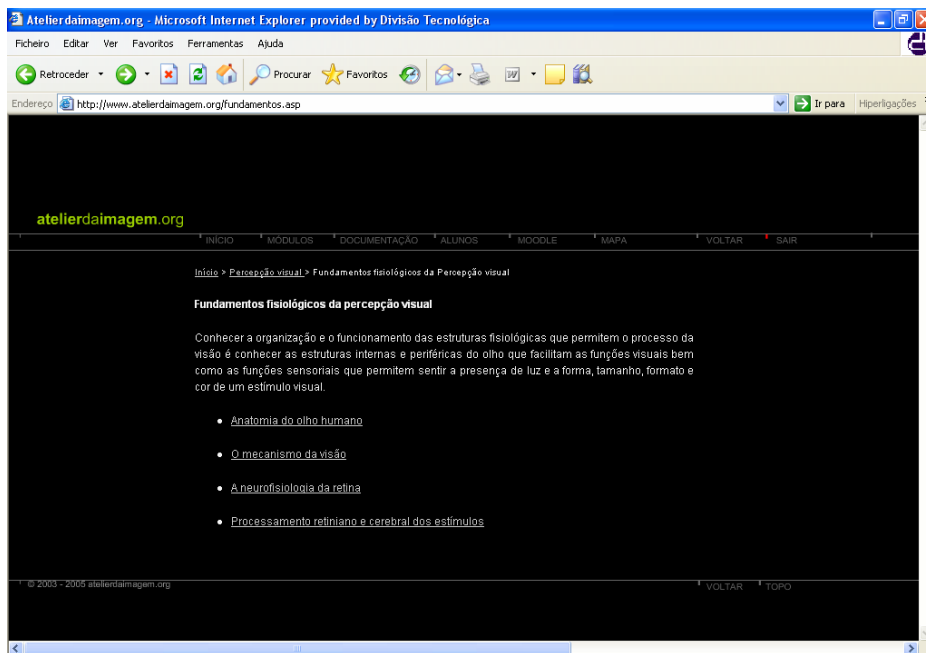 Atelierdaimagem.org - Microsoft Internet Explorer provided by Divisão Tecnológica
Ficheiro Editar Ver Favoritos Ferramentas Ajuda
Retroceder Procurar Favoritos
Endereço http://www.atelierdaimagem.org/fundamentos.asp Ir para Hiperligações
atelierdaimagem.org
INÍCIO MÓDULOS DOCUMENTAÇÃO ALUNOS MOODLE MAPA VOLTAR SAIR
Início > Percepção visual > Fundamentos fisiológicos da Percepção visual
Fundamentos fisiológicos da percepção visual
Conhecer a organização e o funcionamento das estruturas fisiológicas que permitem o processo da
visão é conhecer as estruturas internas e periféricas do olho que facilitam as funções visuais bem
como as funções sensoriais que permitem sentir a presença de luz e a forma, tamanho, formato e
cor de um estímulo visual.
Anatomia do olho humano
O mecanismo da visão
A neurofisiologia da retina
Processamento retiniano e cerebral dos estímulos
© 2003 - 2005 atelierdaimagem.org VOLTAR TOPO